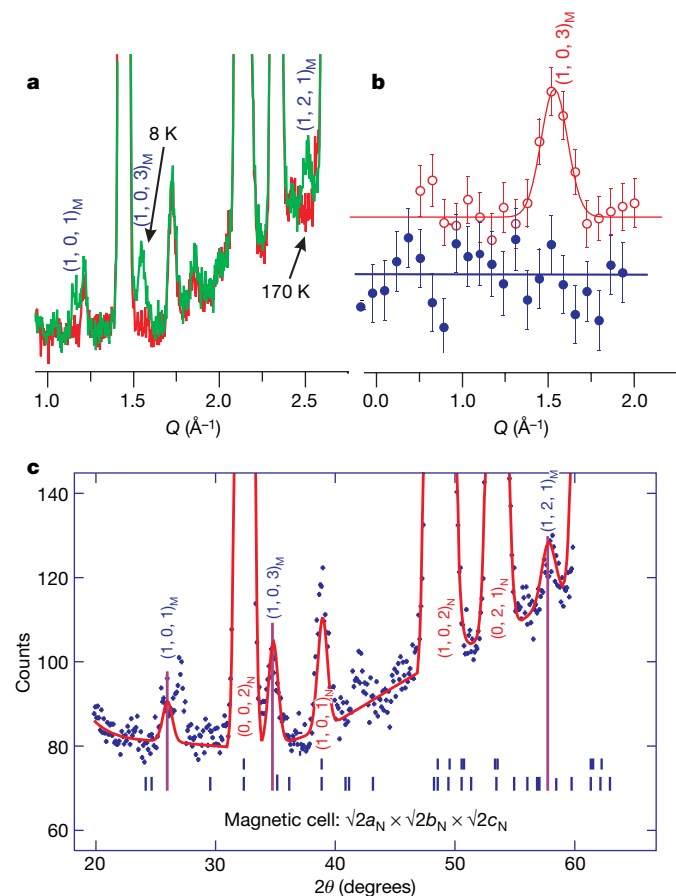 a
(1, 0, 1)M
8 K
(1, 0, 3)M
(1, 2, 1)M
170 K
1.0 1.5 2.0 2.5
Q (Å⁻¹)
b
(1, 0, 3)M
0.0 1.0 1.5 2.0
Q (Å⁻¹)
c
140
120
100
80
60
Counts
(1, 0, 1)M
(0, 0, 2)N
(1, 0, 3)M
(1, 0, 1)N
(1, 0, 2)N
(0, 2, 1)N
(1, 2, 1)M
Magnetic cell: √2aN × √2bN × √2cN
20 30 40 50 60
2θ (degrees)